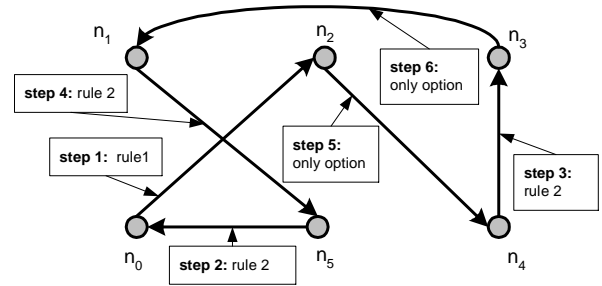 n1
n2
n3
step 6:
only option
step 4: rule 2
step 5:
only option
step 1: rule1
step 3:
rule 2
n0
step 2: rule 2
n5
n4